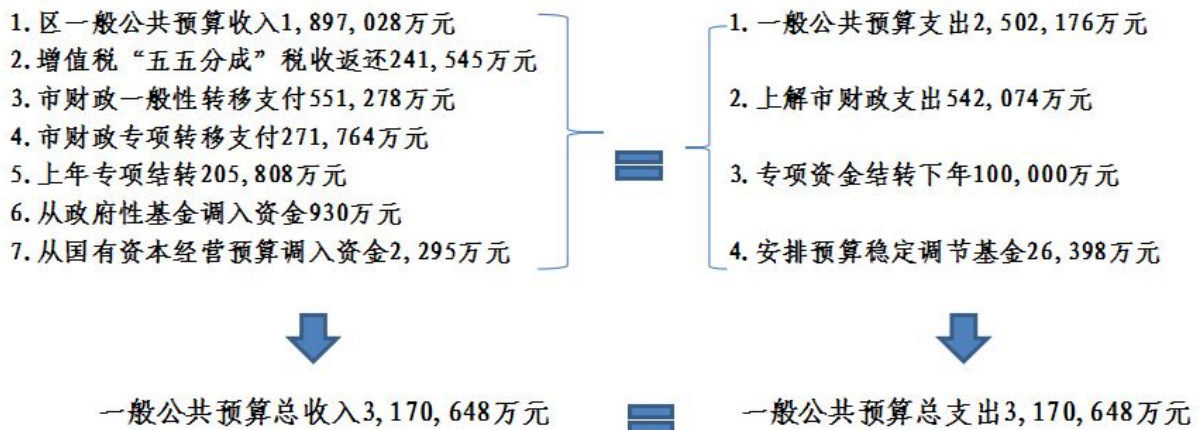 1.区一般公共预算收入1,897,028万元
2.增值税“五五分成”税收返还241,545万元
3.市财政一般性转移支付551,278万元
4.市财政专项转移支付271,764万元
5.上年专项结转205,808万元
6.从政府性基金调入资金930万元
7.从国有资本经营预算调入资金2,295万元
1.一般公共预算支出2,502,176万元
2.上解市财政支出542,074万元
3.专项资金结转下年100,000万元
4.安排预算稳定调节基金26,398万元
一般公共预算总收入3,170,648万元
一般公共预算总支出3,170,648万元